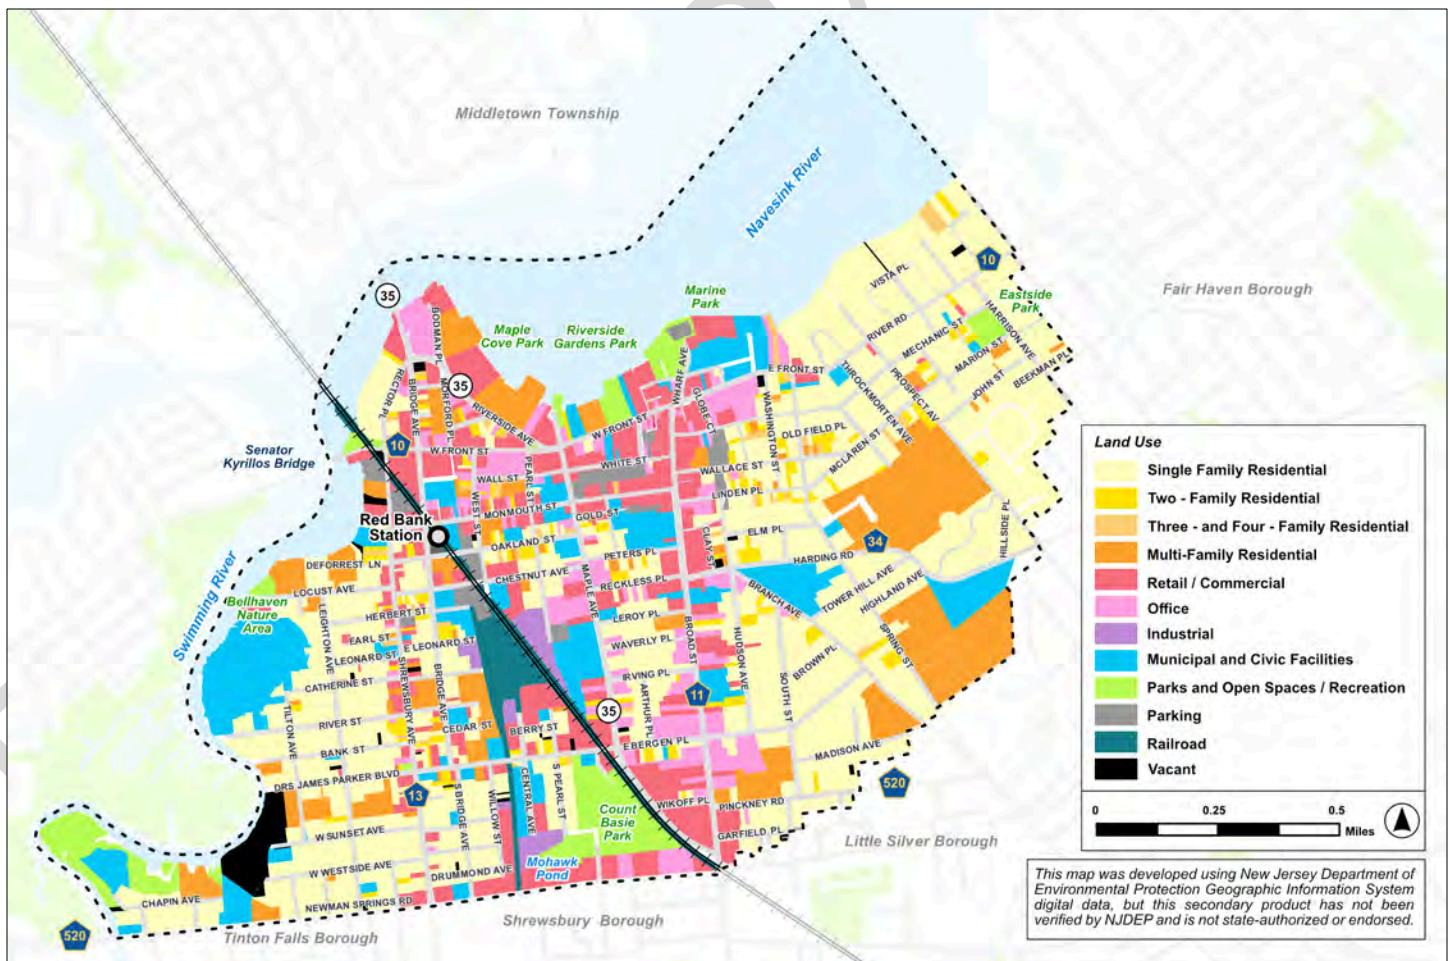 Middletown Township
Navesink River
Fair Haven Borough
Marine
Park
Maple
Cove Park
Riverside
Gardens Park
Eastside
Park
10
35
35
10
VISTA PL
RIVER RD
MECHANIC ST
HARRISON AVE
MARION ST
JOHN ST
BEEKMAN PL
PROSPECT AV
THROCKMORTEN AVE
E FRONT ST
BODMAN PL
RECTOR PL
BRIDGE AVE
MORFORD PL
RIVERSIDE AVE
W FRONT ST
WHARF AVE
GLOBE CT
WASHINGTON ST
OLD FIELD PL
MCLAREN ST
Senator
Kyrillos Bridge
W FRONT ST
WALL ST
PEARL ST
WHITE ST
WALLACE ST
LINDEN PL
WEST ST
MONMOUTH ST
GOLD ST
Red Bank
Station
OAKLAND ST
PETERS PL
CLAY ST
ELM PL
HARDING RD
34
HILLSIDE PL
DEFORREST LN
LOCUST AVE
CHESTNUT AVE
RECKLESS PL
MAPLE AVE
BRANCH AVE
TOWER HILL AVE
HIGHLAND AVE
SPRING ST
Swimming River
Bellhaven
Nature
Area
LEIGHTON AVE
HERBERT ST
EARL ST
LEONARD ST
E LEONARD ST
CATHERINE ST
SHREWSBURY AVE
BRIDGE AVE
LEROY PL
WAVERLY PL
BROAD ST
HUDSON AVE
IRVING PL
ARTHUR PL
BROWN PL
SOUTH ST
11
35
TILTON AVE
RIVER ST
BANK ST
CEDAR ST
BERRY ST
E BERGEN PL
MADISON AVE
DRS JAMES PARKER BLVD
13
S BRIDGE AVE
WILLOW ST
CENTRAL AVE
S PEARL ST
Count
Basie
Park
WIKOFF PL
PINCKNEY RD
GARFIELD PL
520
W SUNSET AVE
W WESTSIDE AVE
DRUMMOND AVE
Mohawk
Pond
CHAPIN AVE
NEWMAN SPRINGS RD
520
Tinton Falls Borough
Shrewsbury Borough
Little Silver Borough
Land Use
Single Family Residential
Two - Family Residential
Three - and Four - Family Residential
Multi-Family Residential
Retail / Commercial
Office
Industrial
Municipal and Civic Facilities
Parks and Open Spaces / Recreation
Parking
Railroad
Vacant
0 0.25 0.5
Miles
This map was developed using New Jersey Department of
Environmental Protection Geographic Information System
digital data, but this secondary product has not been
verified by NJDEP and is not state-authorized or endorsed.